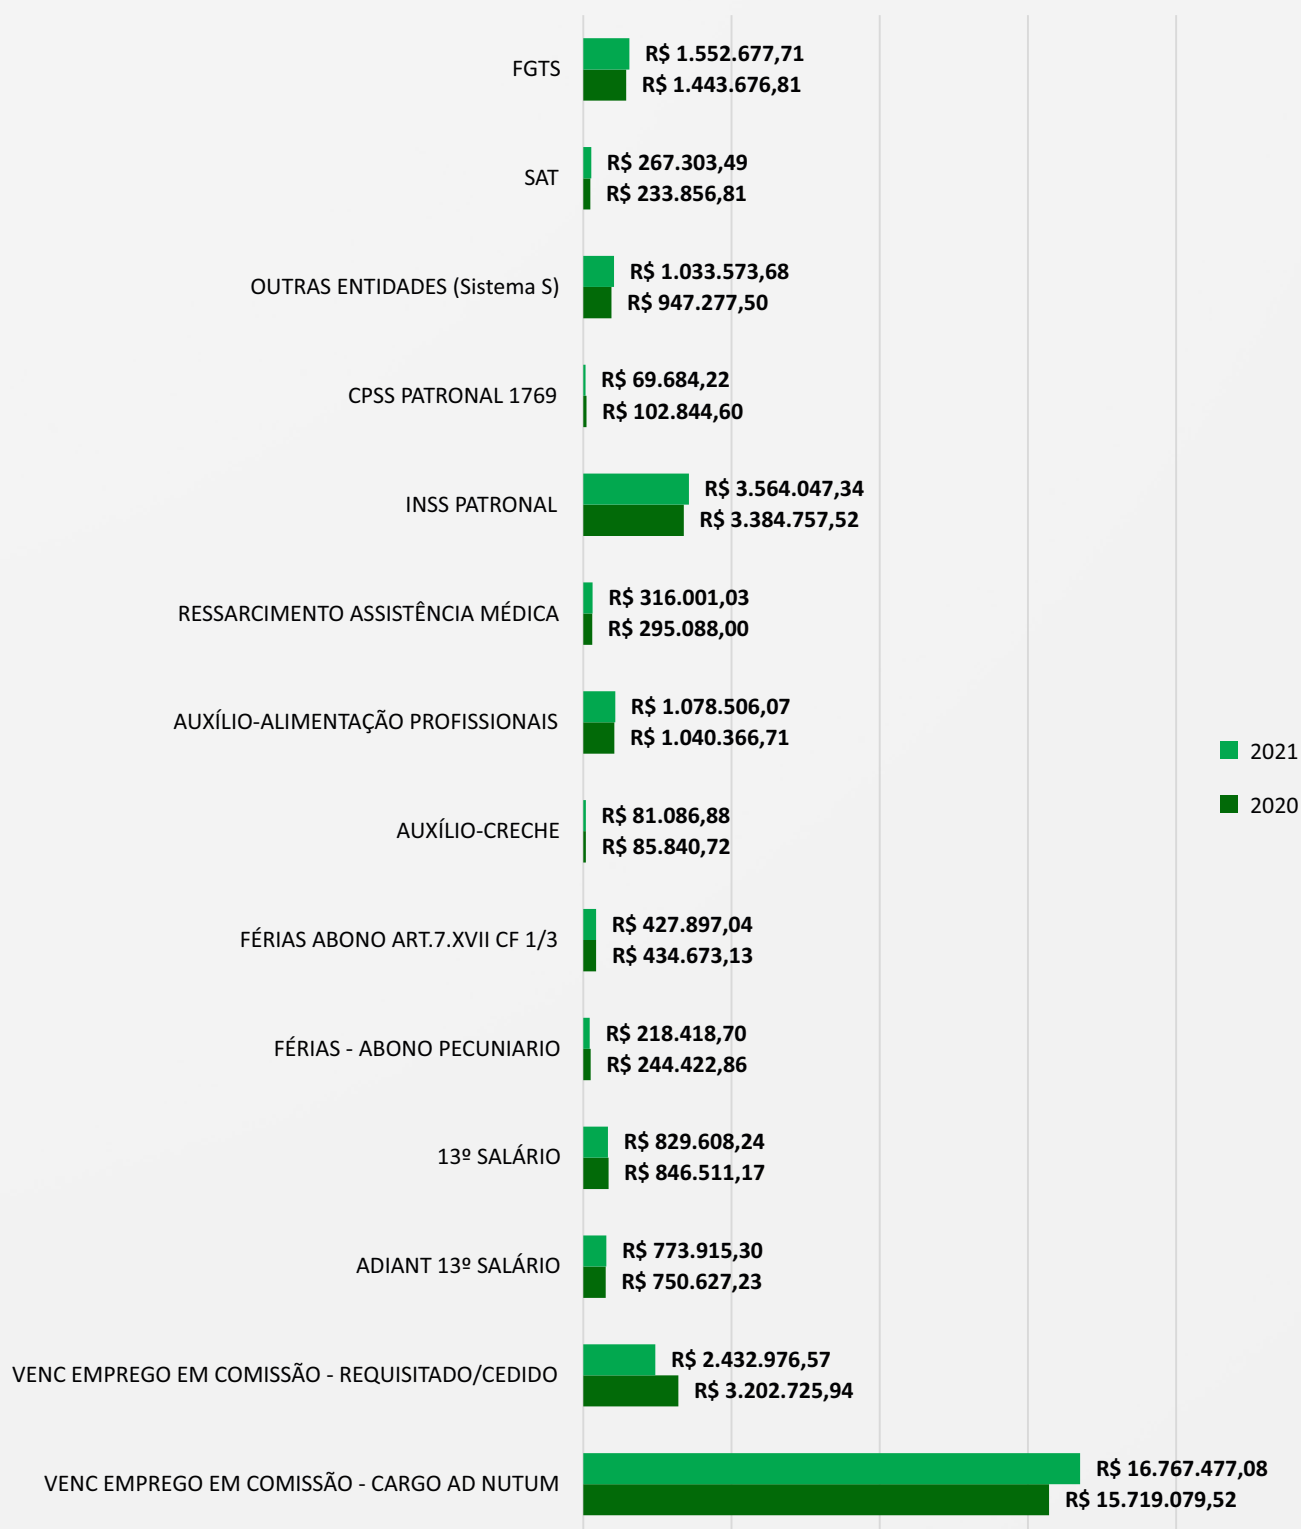 FGTS
R$ 1.552.677,71
R$ 1.443.676,81
SAT
R$ 267.303,49
R$ 233.856,81
OUTRAS ENTIDADES (Sistema S)
R$ 1.033.573,68
R$ 947.277,50
CPSS PATRONAL 1769
R$ 69.684,22
R$ 102.844,60
INSS PATRONAL
R$ 3.564.047,34
R$ 3.384.757,52
RESSARCIMENTO ASSISTÊNCIA MÉDICA
R$ 316.001,03
R$ 295.088,00
AUXÍLIO-ALIMENTAÇÃO PROFISSIONAIS
R$ 1.078.506,07
R$ 1.040.366,71
2021
2020
AUXÍLIO-CRECHE
R$ 81.086,88
R$ 85.840,72
FÉRIAS ABONO ART.7.XVII CF 1/3
R$ 427.897,04
R$ 434.673,13
FÉRIAS - ABONO PECUNIARIO
R$ 218.418,70
R$ 244.422,86
13º SALÁRIO
R$ 829.608,24
R$ 846.511,17
ADIANT 13º SALÁRIO
R$ 773.915,30
R$ 750.627,23
VENC EMPREGO EM COMISSÃO - REQUISITADO/CEDIDO
R$ 2.432.976,57
R$ 3.202.725,94
VENC EMPREGO EM COMISSÃO - CARGO AD NUTUM
R$ 16.767.477,08
R$ 15.719.079,52